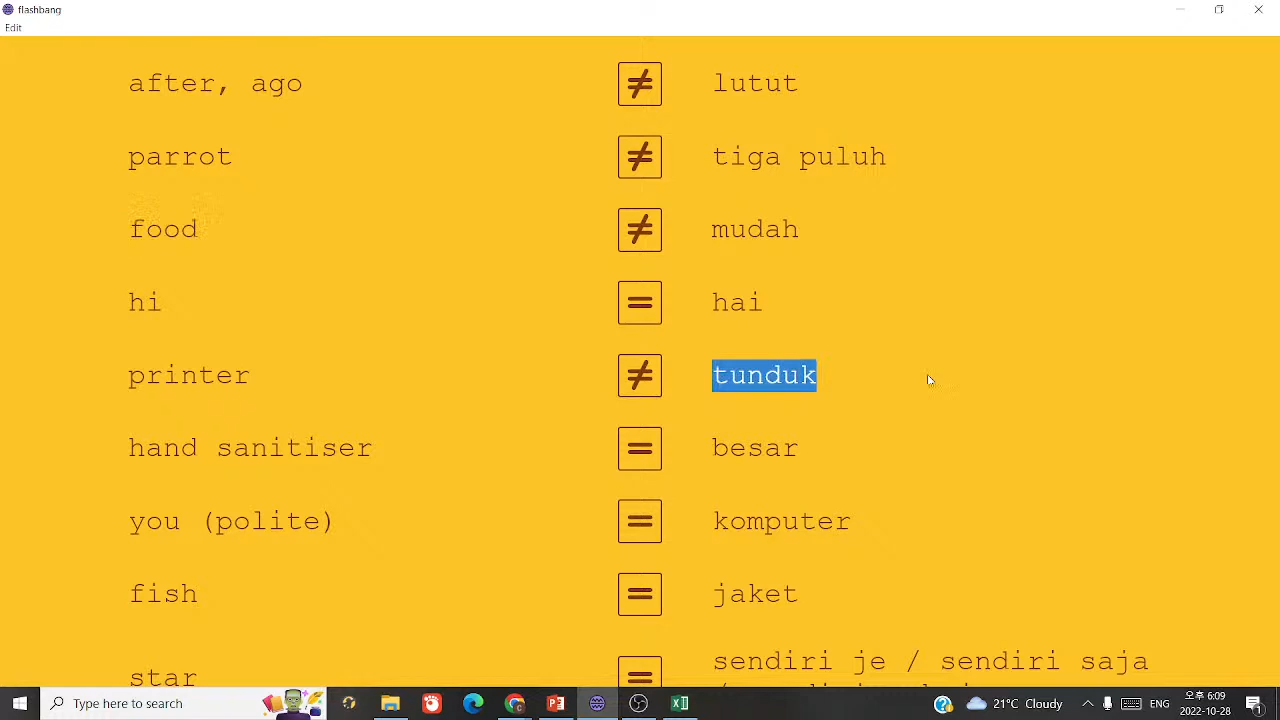 flashbang
Edit
after, ago ≠ lutut
parrot ≠ tiga puluh
food ≠ mudah
hi = hai
printer ≠ tunduk
hand sanitiser = besar
you (polite) = komputer
fish = jaket
star = sendiri je / sendiri saja
Type here to search
21°C Cloudy
오후 6:09
2022-10-28
1